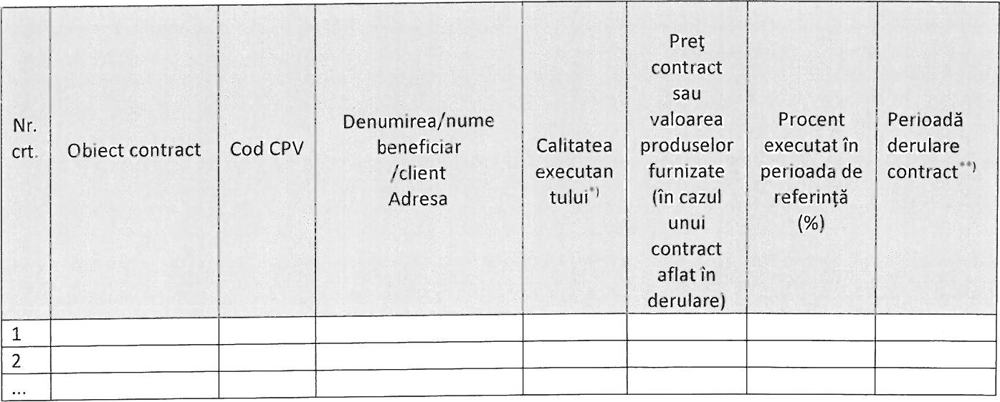 Nr.
crt.
Obiect contract
Cod CPV
Denumirea/nume
beneficiar
/client
Adresa
Calitatea
executan
tului*)
Preţ
contract
sau
valoarea
produselor
furnizate
(în cazul
unui
contract
aflat în
derulare)
Procent
executat în
perioada de
referință
(%)
Perioadă
derulare
contract**)
1
2
...